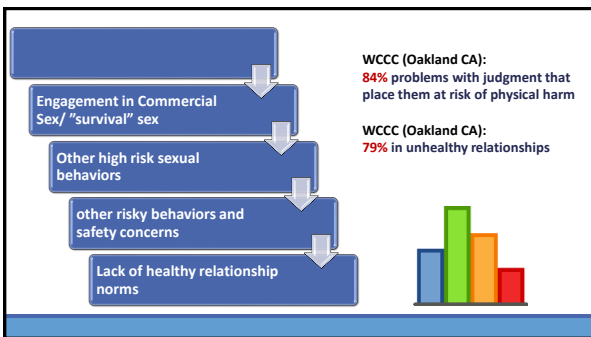 Engagement in Commercial
Sex/ ”survival” sex
Other high risk sexual
behaviors
other risky behaviors and
safety concerns
Lack of healthy relationship
norms
WCCC (Oakland CA):
84% problems with judgment that
place them at risk of physical harm
WCCC (Oakland CA):
79% in unhealthy relationships